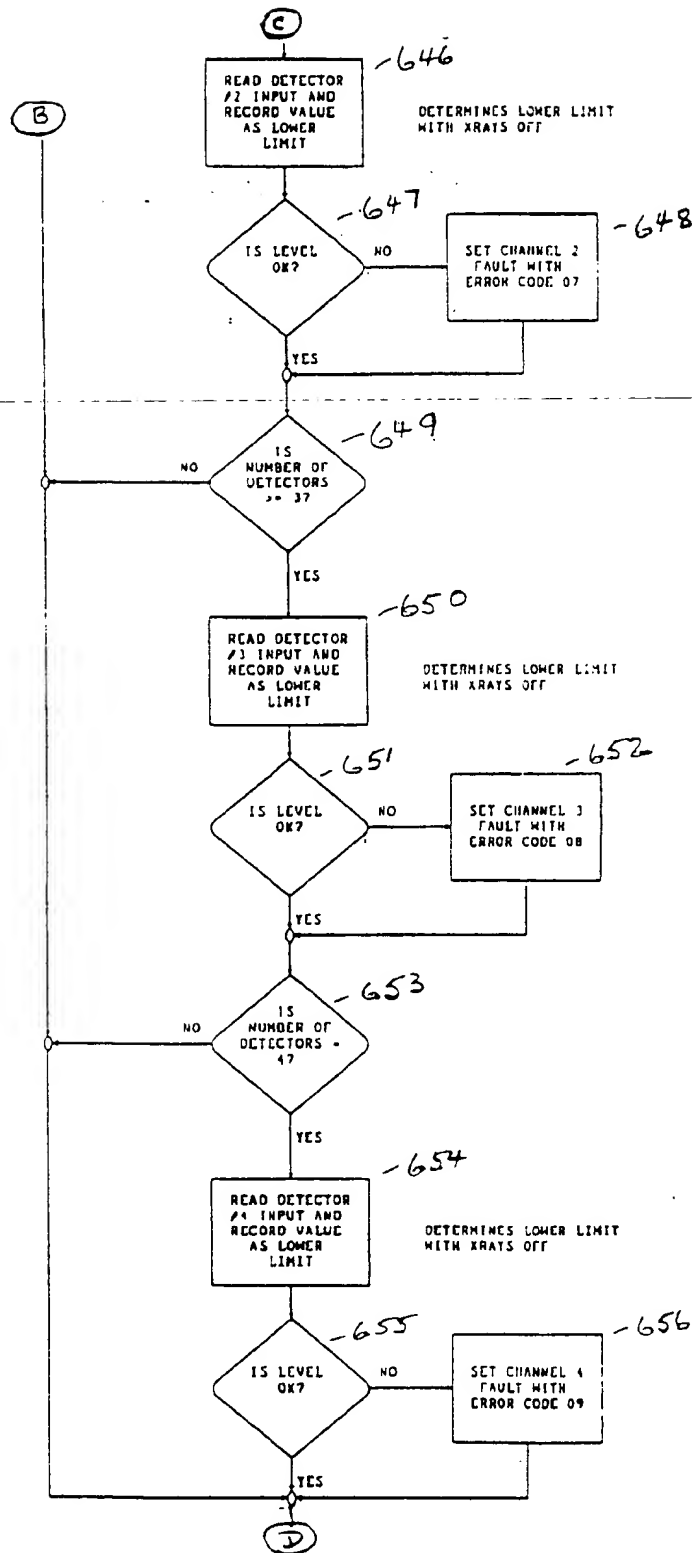 C
B
-646
READ DETECTOR
#2 INPUT AND
RECORD VALUE
AS LOWER
LIMIT
DETERMINES LOWER LIMIT
WITH XRAYS OFF
-647
IS LEVEL
OK?
NO
-648
SET CHANNEL 2
FAULT WITH
ERROR CODE 07
YES
-649
IS
NUMBER OF
DETECTORS
>= 3?
NO
YES
-650
READ DETECTOR
#3 INPUT AND
RECORD VALUE
AS LOWER
LIMIT
DETERMINES LOWER LIMIT
WITH XRAYS OFF
-651
IS LEVEL
OK?
NO
-652
SET CHANNEL 3
FAULT WITH
ERROR CODE 08
YES
-653
IS
NUMBER OF
DETECTORS =
4?
NO
YES
-654
READ DETECTOR
#4 INPUT AND
RECORD VALUE
AS LOWER
LIMIT
DETERMINES LOWER LIMIT
WITH XRAYS OFF
-655
IS LEVEL
OK?
NO
-656
SET CHANNEL 4
FAULT WITH
ERROR CODE 09
YES
D